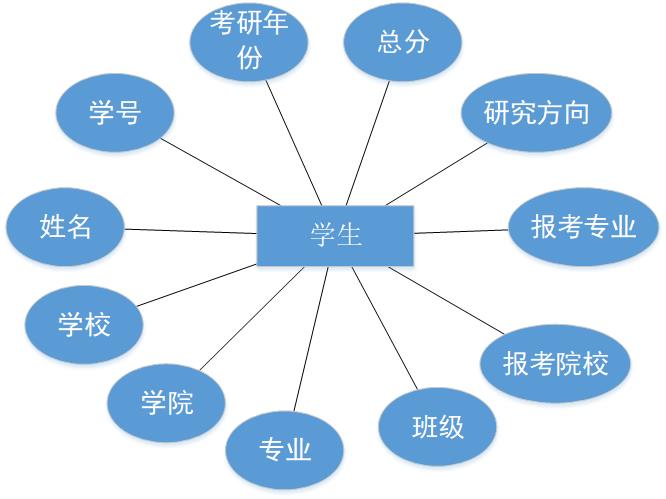 考研年
份
总分
学号
研究方向
姓名
学生
报考专业
学校
报考院校
学院
班级
专业